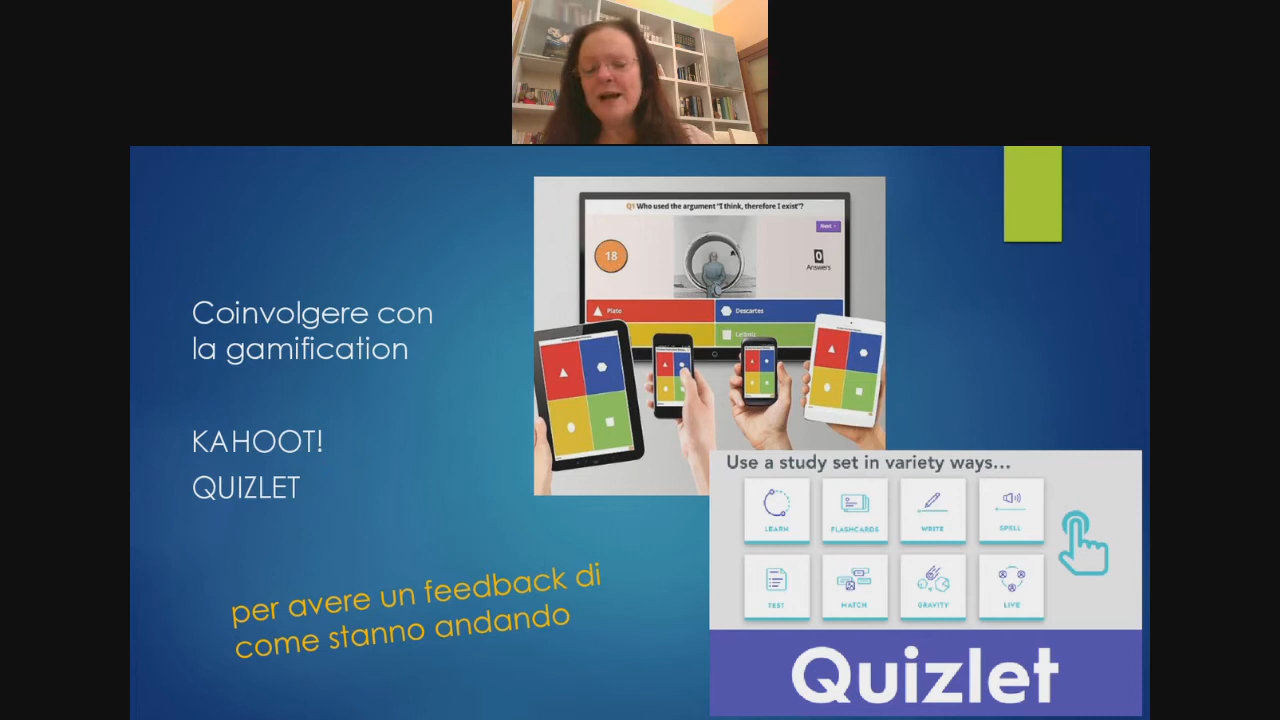 Coinvolgere con
la gamification
KAHOOT!
QUIZLET
per avere un feedback di
come stanno andando
Q1 Who used the argument "I think, therefore I exist"?
Next
18
0
Answers
Plato
Descartes
Leibniz
Use a study set in variety ways...
LEARN
FLASHCARDS
WRITE
SPELL
TEST
MATCH
GRAVITY
LIVE
Quizlet